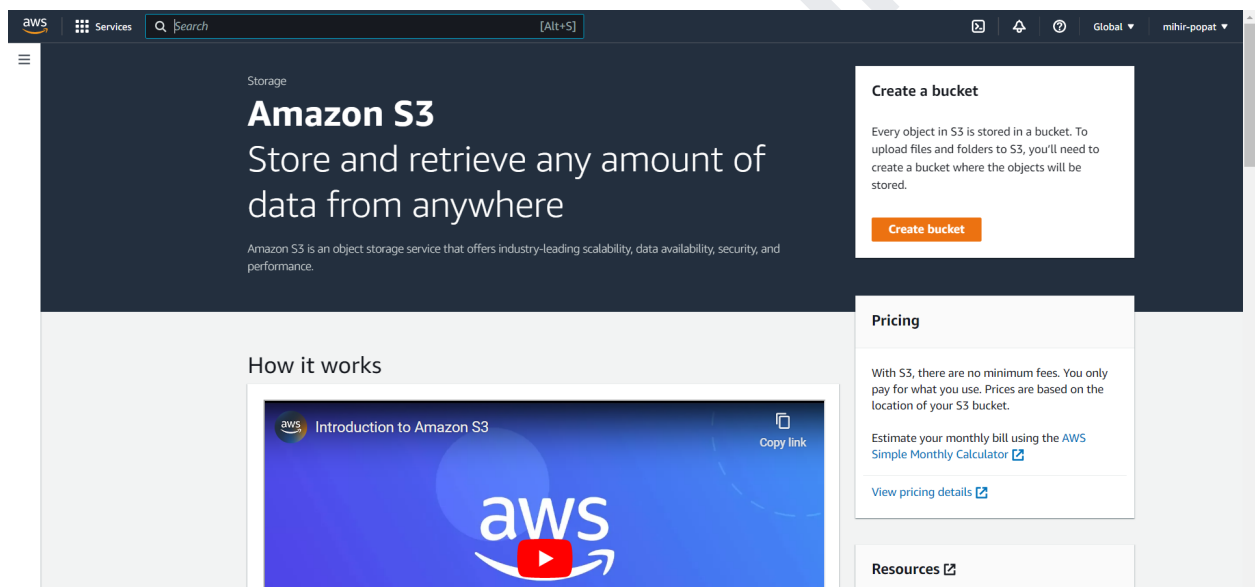 aws
Services
Search
[Alt+S]
Global
mihir-popat
Storage
Amazon S3
Store and retrieve any amount of
data from anywhere
Amazon S3 is an object storage service that offers industry-leading scalability, data availability, security, and
performance.
Create a bucket
Every object in S3 is stored in a bucket. To
upload files and folders to S3, you'll need to
create a bucket where the objects will be
stored.
Create bucket
Pricing
With S3, there are no minimum fees. You only
pay for what you use. Prices are based on the
location of your S3 bucket.
Estimate your monthly bill using the AWS
Simple Monthly Calculator
View pricing details
Resources
How it works
aws
Introduction to Amazon S3
Copy link
aws